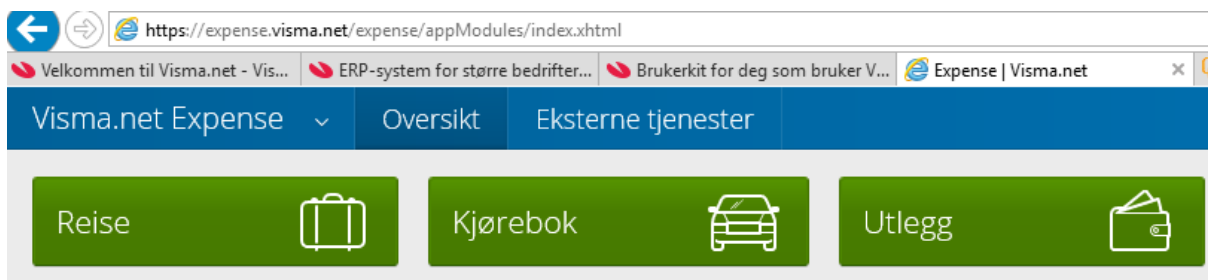 https://expense.visma.net/expense/appModules/index.xhtml
Velkommen til Visma.net - Vis... ERP-system for større bedrifter... Brukerkit for deg som bruker V... Expense | Visma.net
Visma.net Expense Oversikt Eksterne tjenester
Reise Kjørebok Utlegg